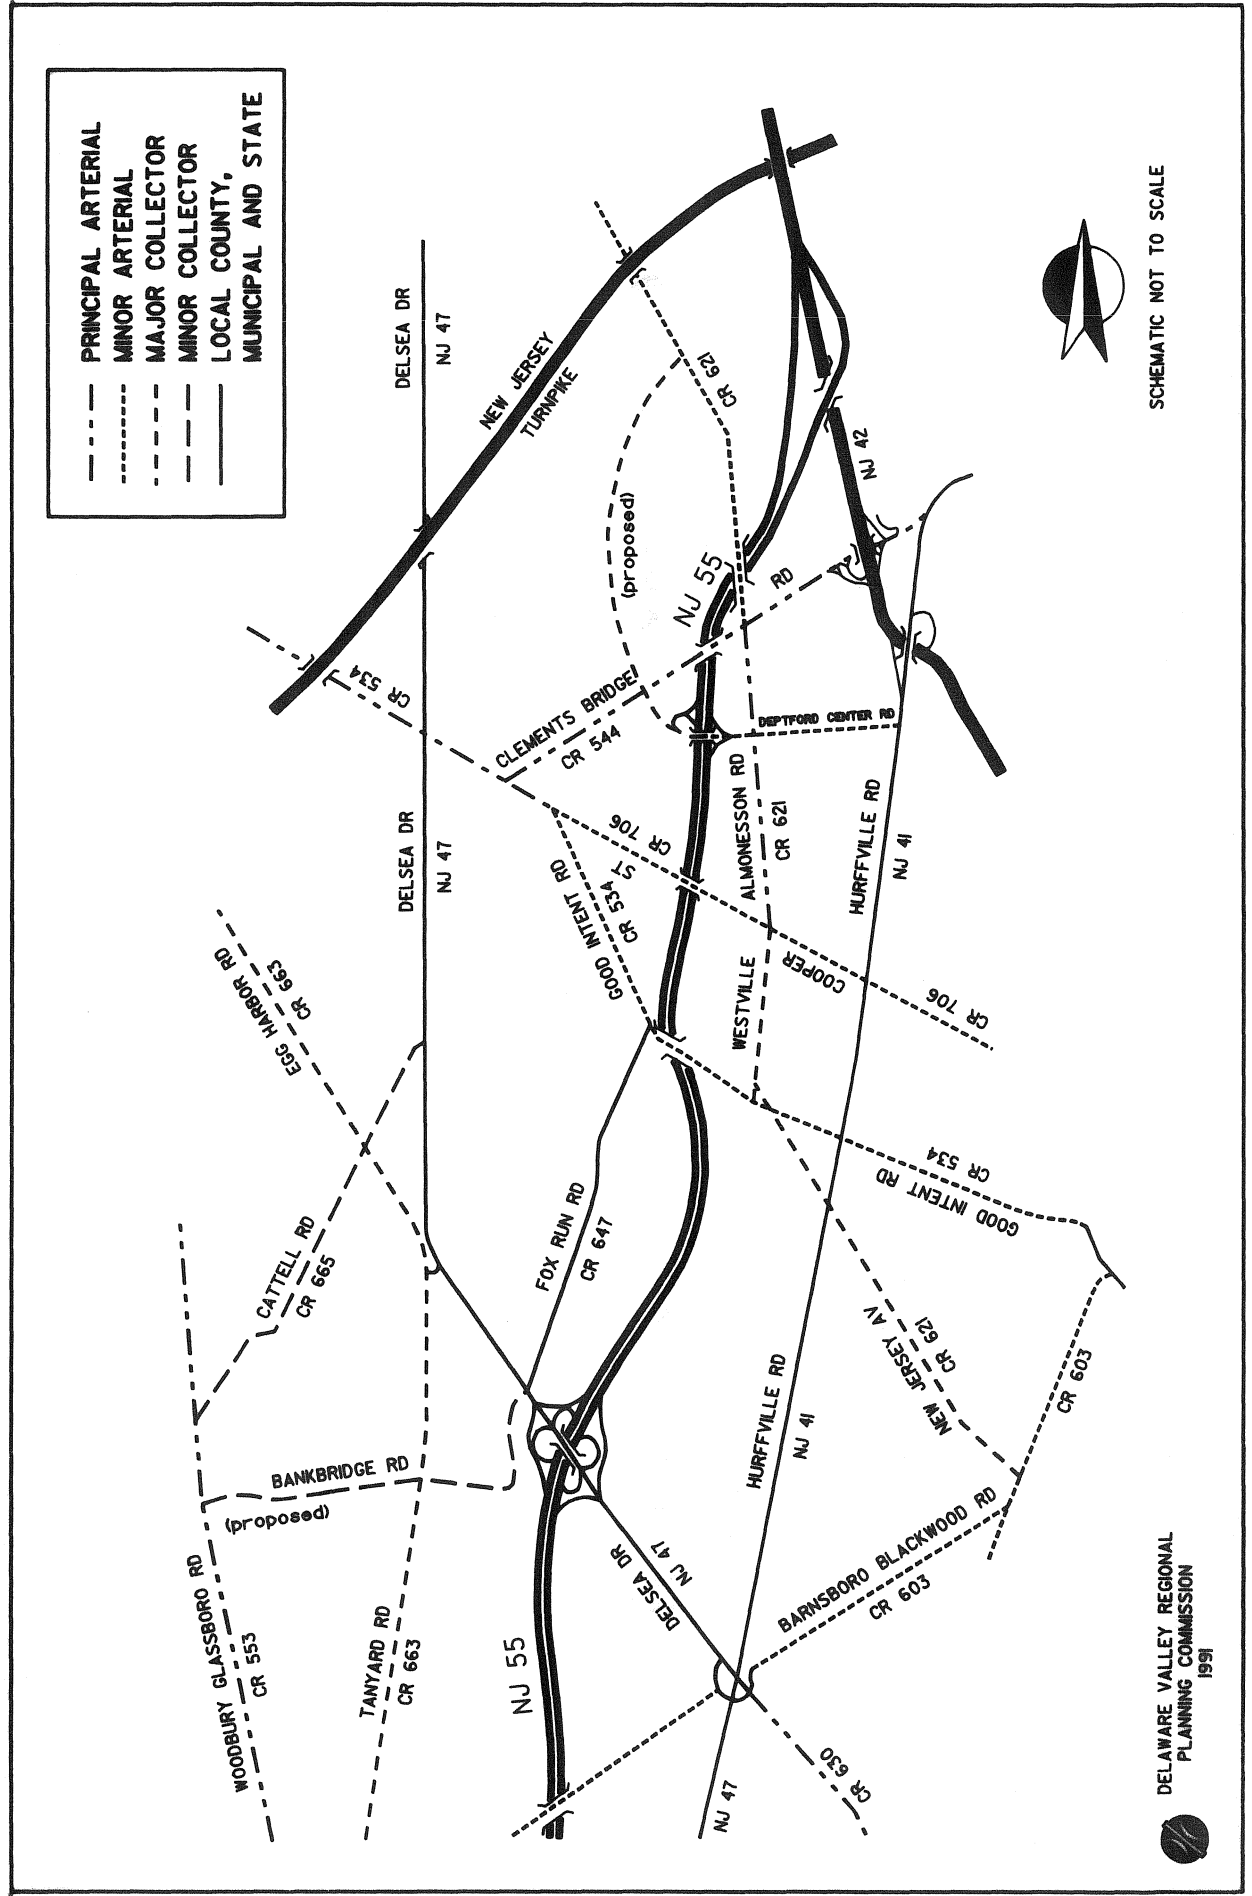 PRINCIPAL ARTERIAL
MINOR ARTERIAL
MAJOR COLLECTOR
MINOR COLLECTOR
LOCAL COUNTY,
MUNICIPAL AND STATE
DELSEA DR
NJ 47
NEW JERSEY
TURNPIKE
CR 621
(proposed)
NJ 55
RD
NJ 42
SCHEMATIC NOT TO SCALE
CR 534
CLEMENTS BRIDGE
CR 544
DEPTFORD CENTER RD
DELSEA DR
NJ 47
CR 706
ST
GOOD INTENT RD
CR 534
ALMONESSON RD
CR 621
WESTVILLE
COOPER
CR 706
HURFFVILLE RD
NJ 41
EGG HARBOR RD
CR 663
CATTELL RD
CR 665
FOX RUN RD
CR 647
CR 534
GOOD INTENT RD
NEW JERSEY AV
CR 621
CR 603
HURFFVILLE RD
NJ 41
BANKBRIDGE RD
(proposed)
WOODBURY GLASSBORO RD
CR 553
TANYARD RD
CR 663
NJ 55
DELSEA DR
NJ 47
BARNSBORO BLACKWOOD RD
CR 603
NJ 47
CR 630
DELAWARE VALLEY REGIONAL
PLANNING COMMISSION
1991